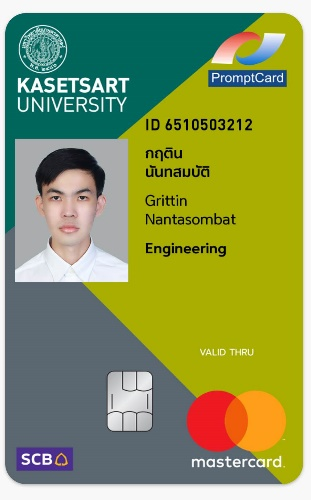 KASETSART
UNIVERSITY
PromptCard
ID 6510503212
กฤติน
นันทสมบัติ
Grittin
Nantasombat
Engineering
VALID THRU
SCB
mastercard.